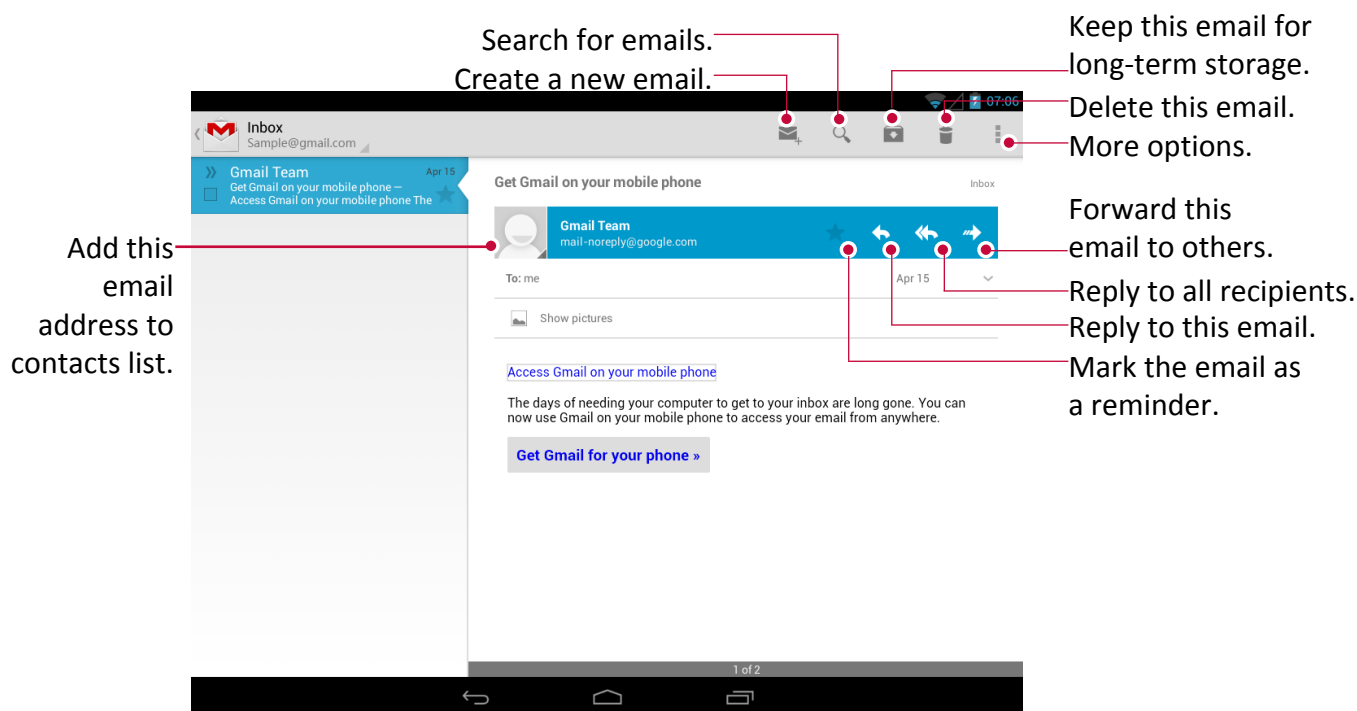 Search for emails.
Create a new email.
Keep this email for
long-term storage.
Delete this email.
More options.
07:06
Inbox
Sample@gmail.com
Gmail Team
Apr 15
Get Gmail on your mobile phone —
Access Gmail on your mobile phone The
Get Gmail on your mobile phone
Inbox
Gmail Team
mail-noreply@google.com
To: me
Apr 15
Show pictures
Access Gmail on your mobile phone
The days of needing your computer to get to your inbox are long gone. You can
now use Gmail on your mobile phone to access your email from anywhere.
Get Gmail for your phone »
1 of 2
Add this
email
address to
contacts list.
Forward this
email to others.
Reply to all recipients.
Reply to this email.
Mark the email as
a reminder.